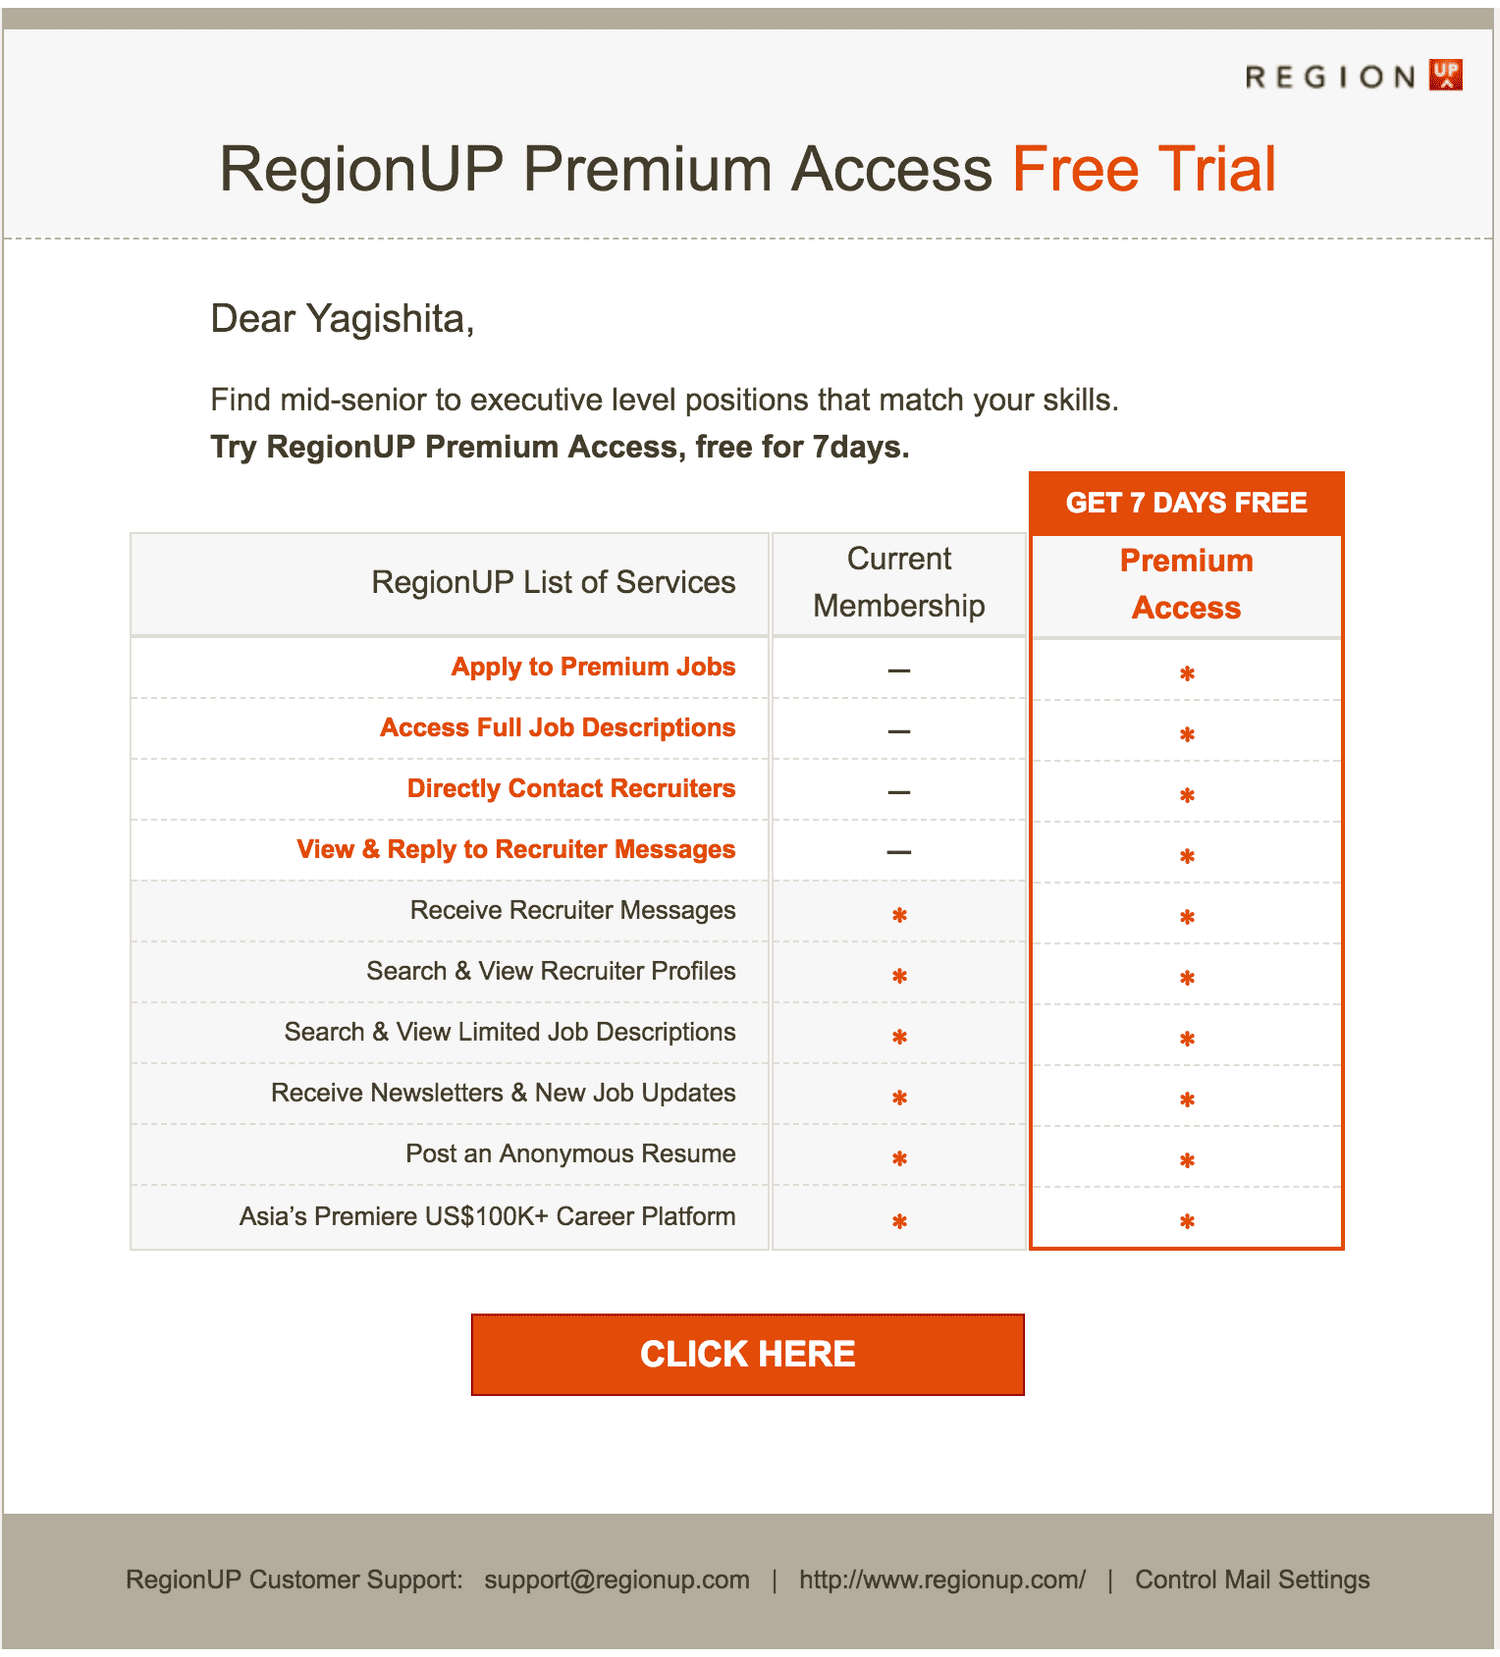 REGION UP
RegionUP Premium Access Free Trial
Dear Yagishita,
Find mid-senior to executive level positions that match your skills.
Try RegionUP Premium Access, free for 7days.
GET 7 DAYS FREE
RegionUP List of Services
Current
Membership
Premium
Access
Apply to Premium Jobs — *
Access Full Job Descriptions — *
Directly Contact Recruiters — *
View & Reply to Recruiter Messages — *
Receive Recruiter Messages * *
Search & View Recruiter Profiles * *
Search & View Limited Job Descriptions * *
Receive Newsletters & New Job Updates * *
Post an Anonymous Resume * *
Asia’s Premiere US$100K+ Career Platform * *
CLICK HERE
RegionUP Customer Support: support@regionup.com | http://www.regionup.com/ | Control Mail Settings